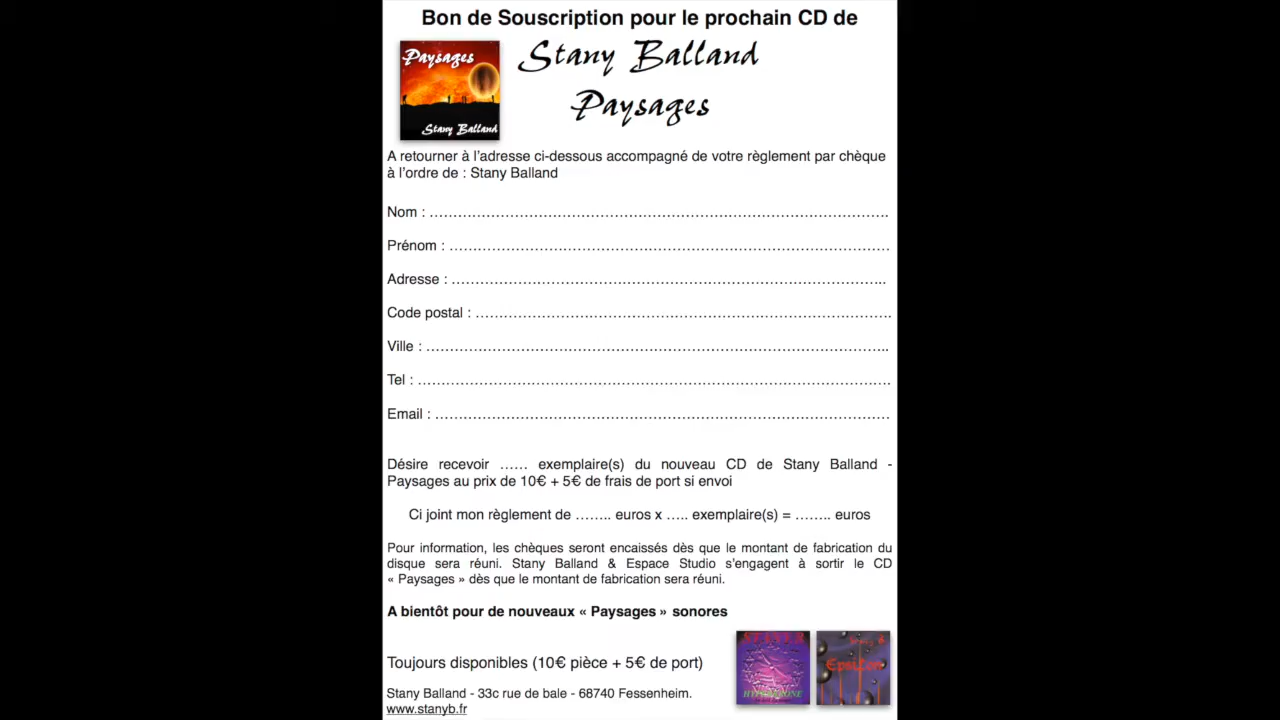 Bon de Souscription pour le prochain CD de
Stany Balland
Paysages
Paysages
Stany Balland
A retourner à l'adresse ci-dessous accompagné de votre règlement par chèque
à l'ordre de : Stany Balland
Nom : ……………………………………………………………………………………….
Prénom : ……………………………………………………………………………………
Adresse : …………………………………………………………………………………...
Code postal : ……………………………………………………………………………….
Ville : ………………………………………………………………………………………...
Tel : ………………………………………………………………………………………….
Email : ………………………………………………………………………………………
Désire recevoir …… exemplaire(s) du nouveau CD de Stany Balland -
Paysages au prix de 10€ + 5€ de frais de port si envoi
Ci joint mon règlement de …….. euros x ….. exemplaire(s) = …….. euros
Pour information, les chèques seront encaissés dès que le montant de fabrication du
disque sera réuni. Stany Balland & Espace Studio s'engagent à sortir le CD
« Paysages » dès que le montant de fabrication sera réuni.
A bientôt pour de nouveaux « Paysages » sonores
Toujours disponibles (10€ pièce + 5€ de port)
Stany Balland - 33c rue de bale - 68740 Fessenheim.
www.stanyb.fr
Stany B
Epsilon